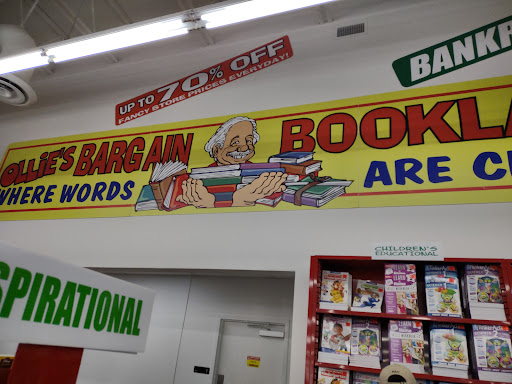 UP TO 70% OFF
FANCY STORE PRICES EVERYDAY!
BANKR
OLLIE'S BARGAIN BOOKLA
WHERE WORDS ARE C
CHILDREN'S
EDUCATIONAL
SPIRATIONAL